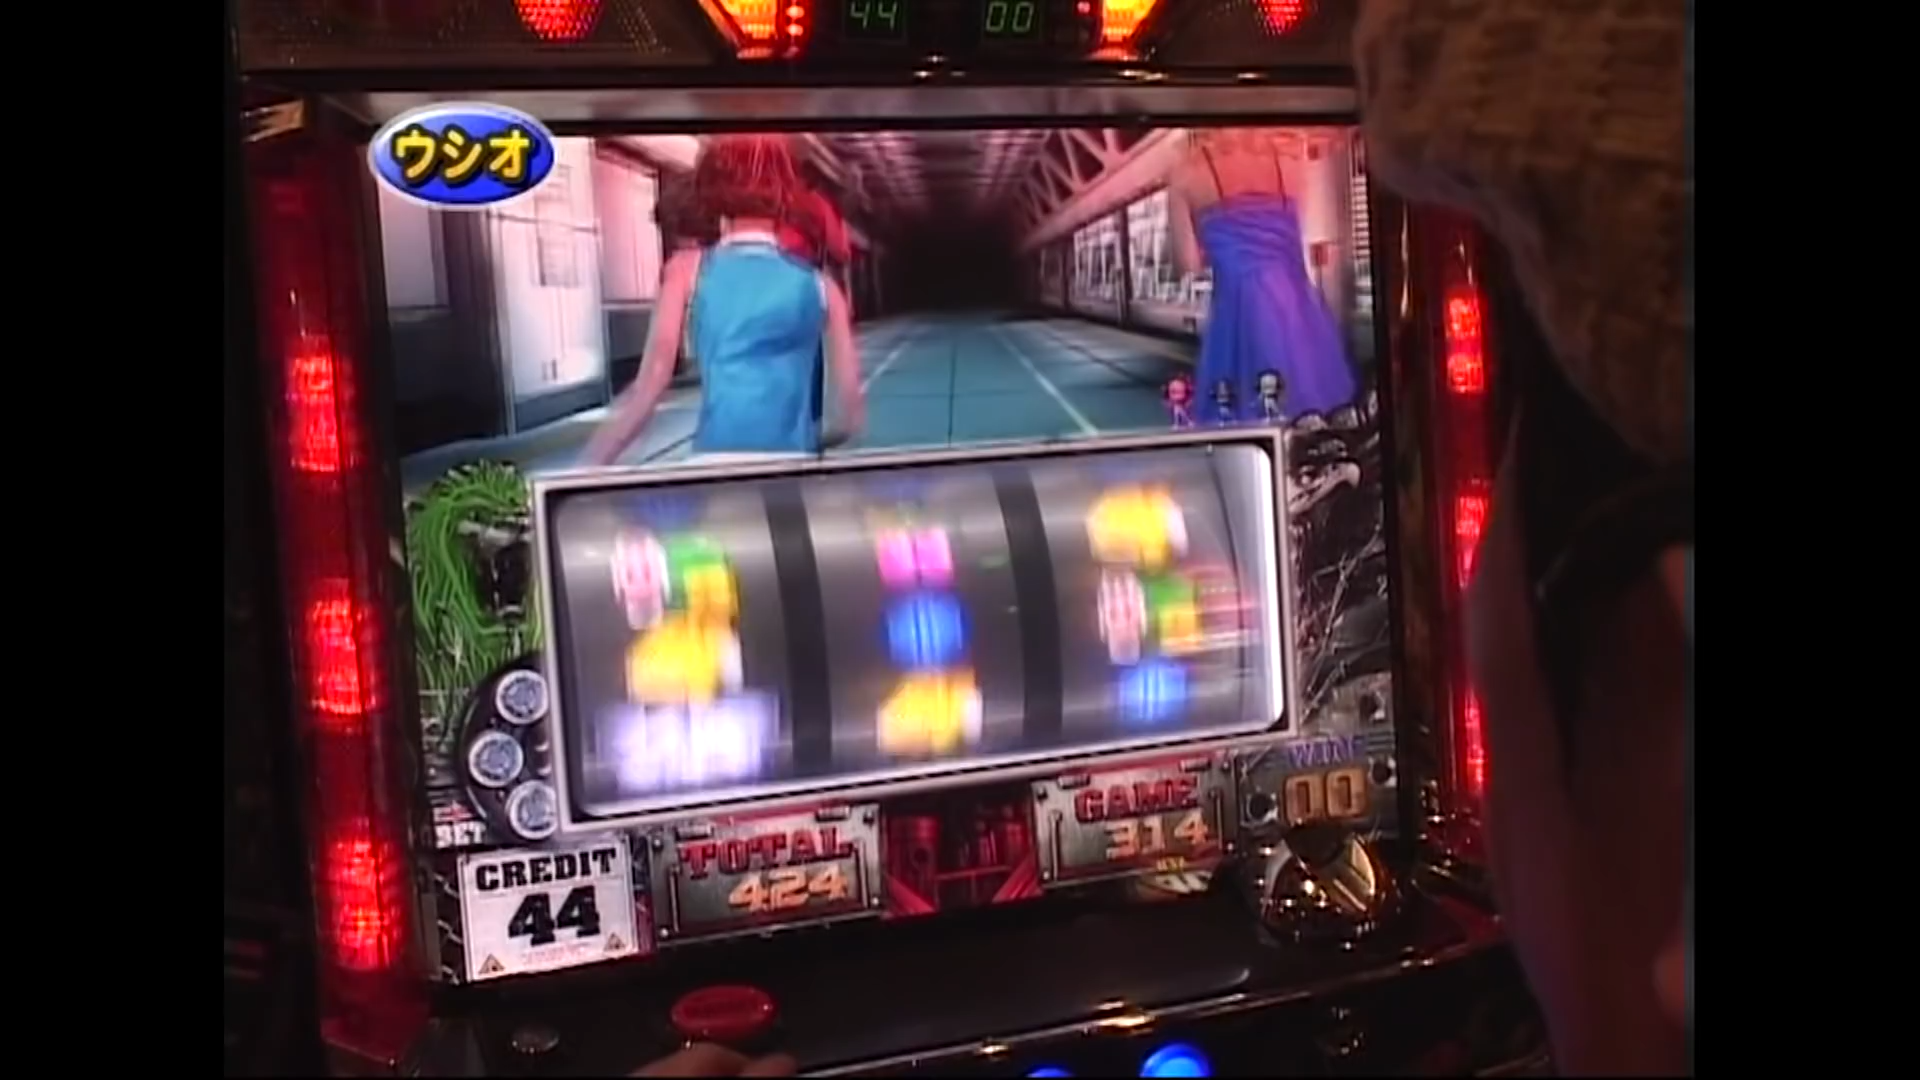 44 00
ウシオ
WIN
00
BET
GAME
314
TOTAL
424
CREDIT
44